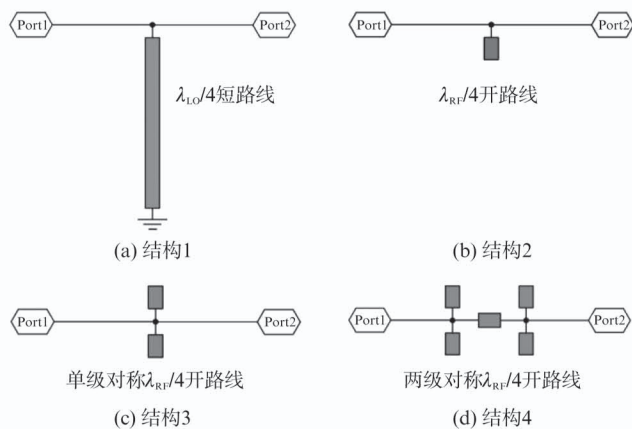 Port1 Port2 Port1 Port2
λLO/4短路线 λRF/4开路线
(a) 结构1 (b) 结构2
Port1 Port2 Port1 Port2
单级对称λRF/4开路线 两级对称λRF/4开路线
(c) 结构3 (d) 结构4